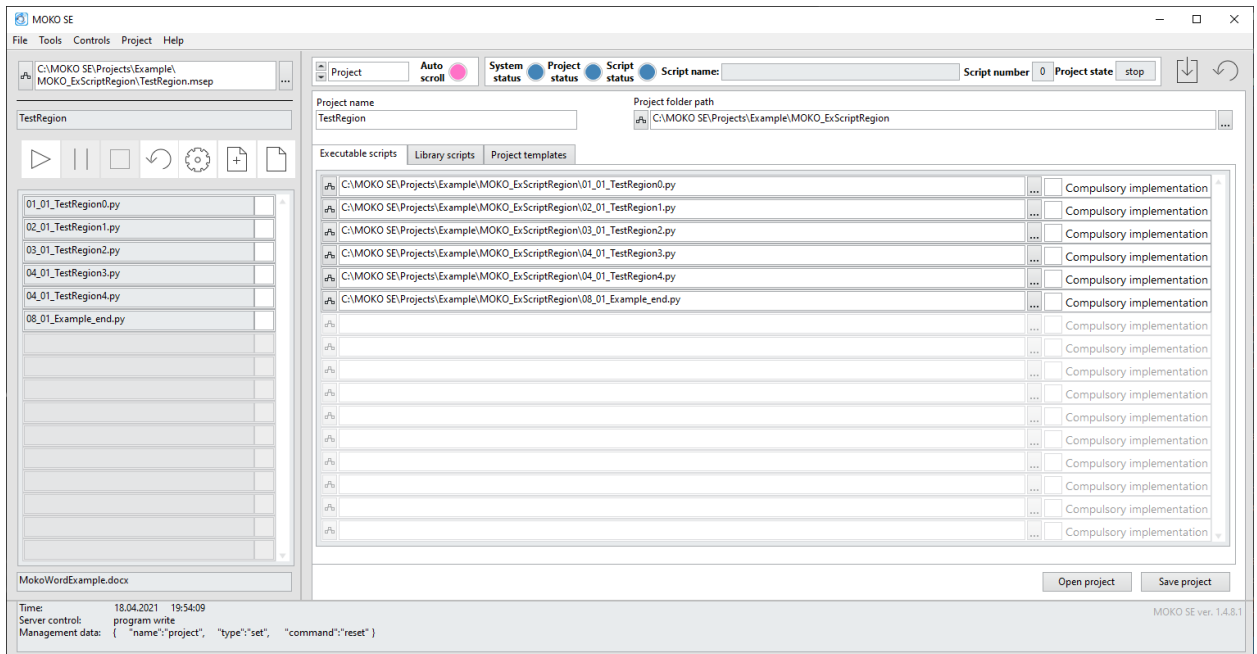 MOKO SE
File Tools Controls Project Help
C:\MOKO SE\Projects\Example\
MOKO_ExScriptRegion\TestRegion.msep
...
TestRegion
01_01_TestRegion0.py
02_01_TestRegion1.py
03_01_TestRegion2.py
04_01_TestRegion3.py
04_01_TestRegion4.py
08_01_Example_end.py
MokoWordExample.docx
Project
Auto scroll
System status
Project status
Script status
Script name:
Script number 0 Project state stop
Project name
TestRegion
Project folder path
C:\MOKO SE\Projects\Example\MOKO_ExScriptRegion
...
Executable scripts Library scripts Project templates
C:\MOKO SE\Projects\Example\MOKO_ExScriptRegion\01_01_TestRegion0.py ... Compulsory implementation
C:\MOKO SE\Projects\Example\MOKO_ExScriptRegion\02_01_TestRegion1.py ... Compulsory implementation
C:\MOKO SE\Projects\Example\MOKO_ExScriptRegion\03_01_TestRegion2.py ... Compulsory implementation
C:\MOKO SE\Projects\Example\MOKO_ExScriptRegion\04_01_TestRegion3.py ... Compulsory implementation
C:\MOKO SE\Projects\Example\MOKO_ExScriptRegion\04_01_TestRegion4.py ... Compulsory implementation
C:\MOKO SE\Projects\Example\MOKO_ExScriptRegion\08_01_Example_end.py ... Compulsory implementation
... Compulsory implementation
... Compulsory implementation
... Compulsory implementation
... Compulsory implementation
... Compulsory implementation
... Compulsory implementation
... Compulsory implementation
... Compulsory implementation
... Compulsory implementation
... Compulsory implementation
Open project Save project
Time: 18.04.2021 19:54:09
Server control: program write
Management data: { "name":"project", "type":"set", "command":"reset" }
MOKO SE ver. 1.4.8.1